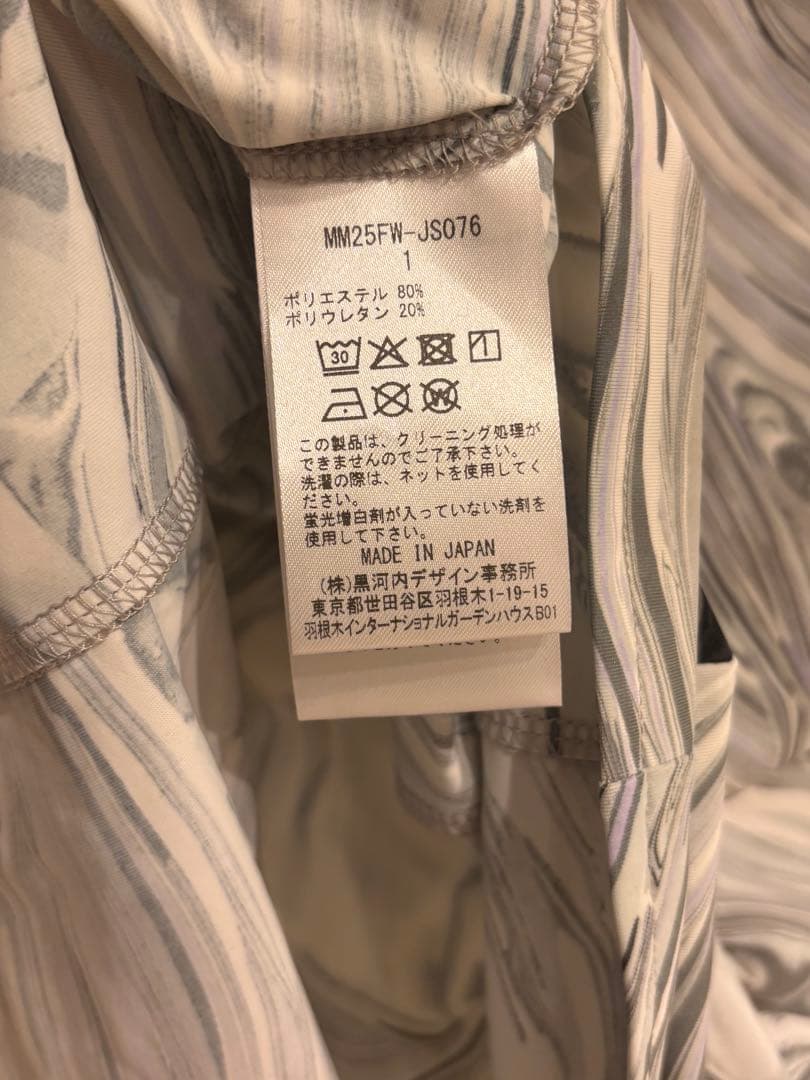 MM25FW-JS076
1
ポリエステル 80%
ポリウレタン 20%
30
W
この製品は、クリーニング処理が
できませんのでご了承下さい。
洗濯の際は、ネットを使用してく
ださい。
蛍光増白剤が入っていない洗剤を
使用して下さい。
MADE IN JAPAN
(株)黒河内デザイン事務所
東京都世田谷区羽根木1-19-15
羽根木インターナショナルガーデンハウスB01